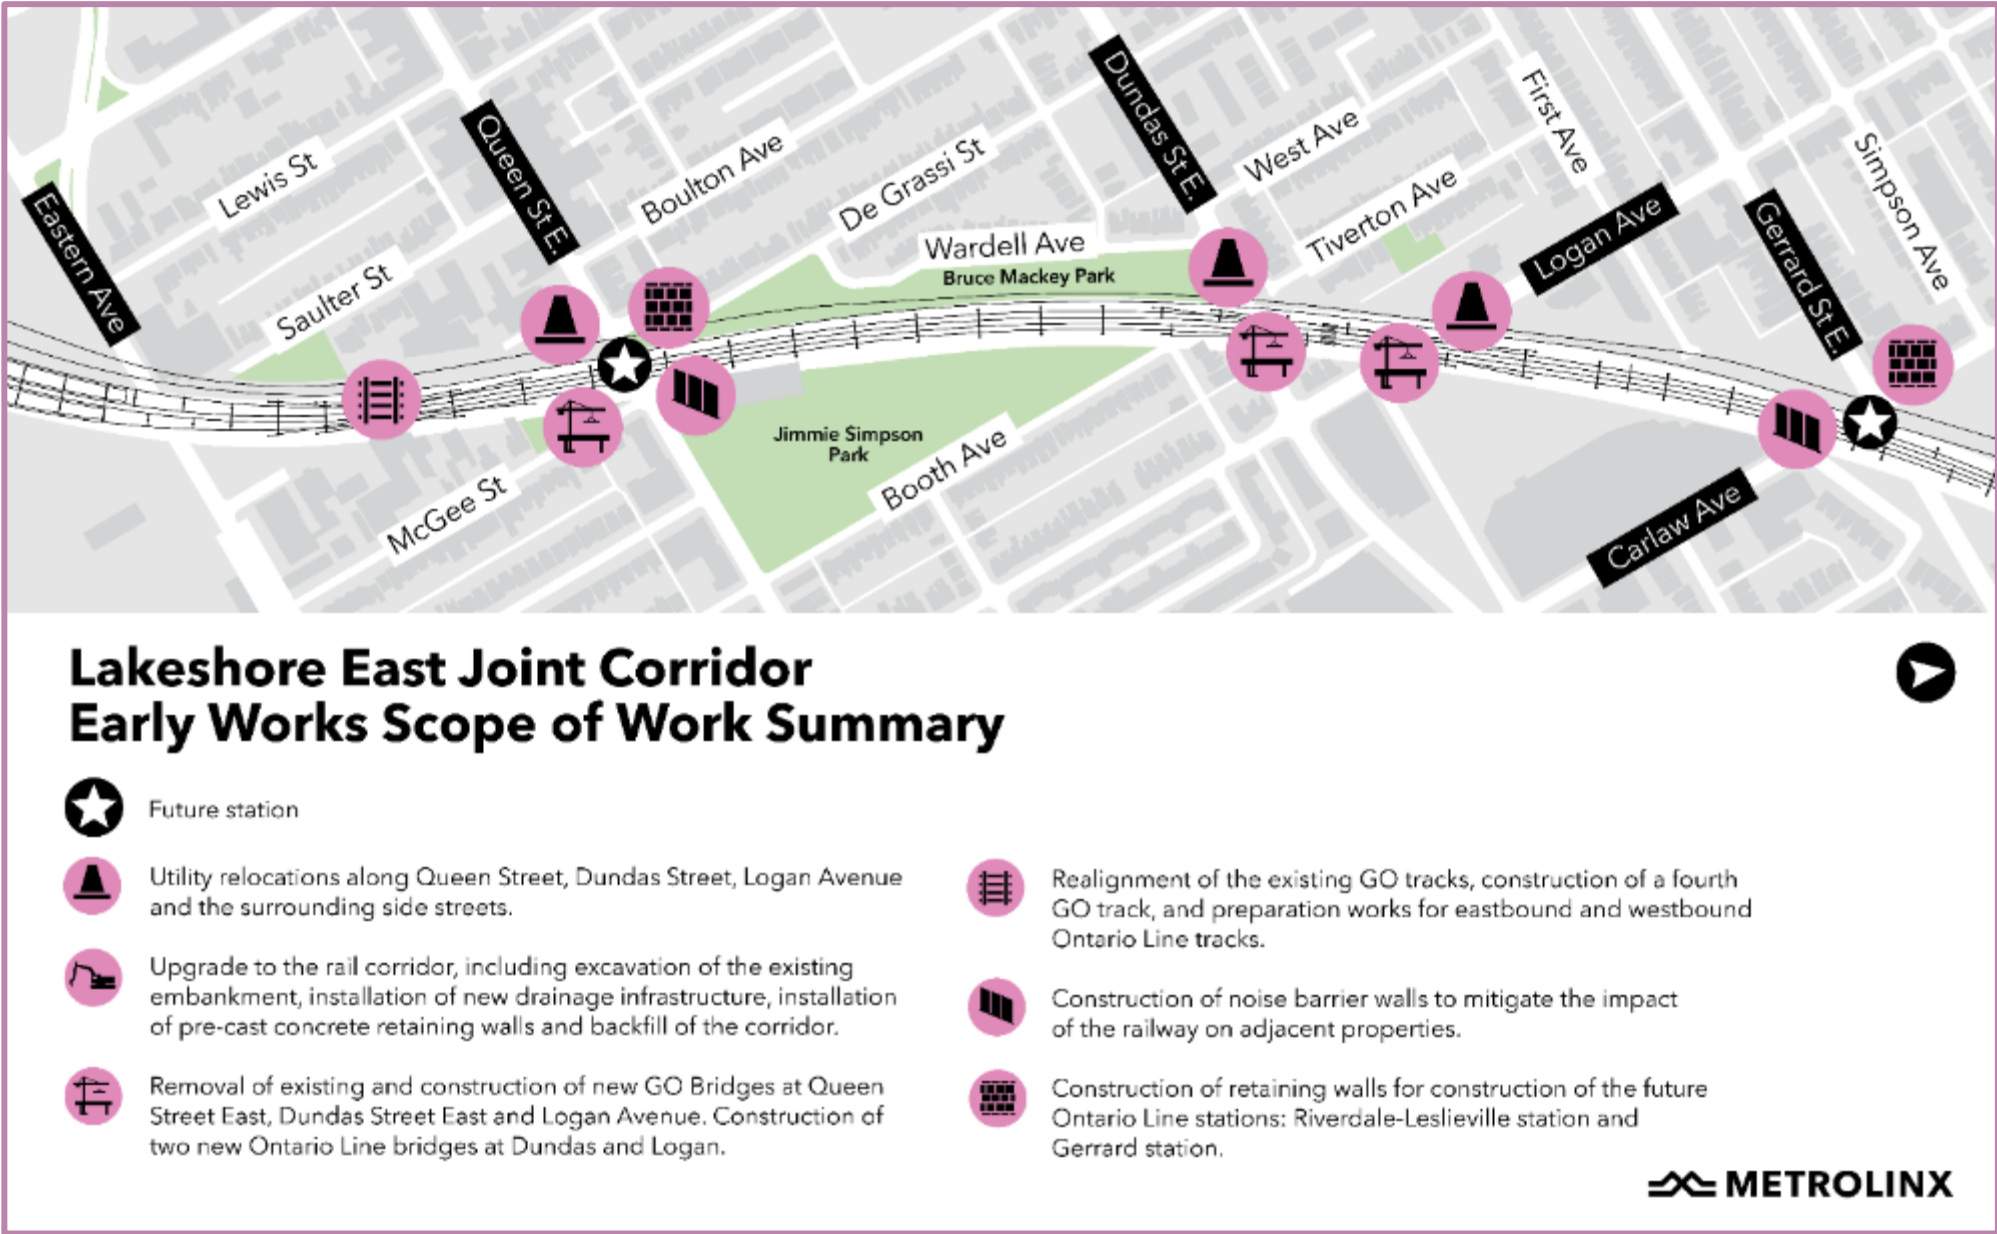 Dundas St E.
First Ave
Queen St E.
West Ave
Simpson Ave
Boulton Ave
De Grassi St
Lewis St
Tiverton Ave
Logan Ave
Eastern Ave
Wardell Ave
Gerrard St E.
Bruce Mackey Park
Saulter St
Jimmie Simpson
Park
Booth Ave
McGee St
Carlaw Ave
Lakeshore East Joint Corridor
Early Works Scope of Work Summary
Future station
Utility relocations along Queen Street, Dundas Street, Logan Avenue
and the surrounding side streets.
Upgrade to the rail corridor, including excavation of the existing
embankment, installation of new drainage infrastructure, installation
of pre-cast concrete retaining walls and backfill of the corridor.
Removal of existing and construction of new GO Bridges at Queen
Street East, Dundas Street East and Logan Avenue. Construction of
two new Ontario Line bridges at Dundas and Logan.
Realignment of the existing GO tracks, construction of a fourth
GO track, and preparation works for eastbound and westbound
Ontario Line tracks.
Construction of noise barrier walls to mitigate the impact
of the railway on adjacent properties.
Construction of retaining walls for construction of the future
Ontario Line stations: Riverdale-Leslieville station and
Gerrard station.
METROLINX